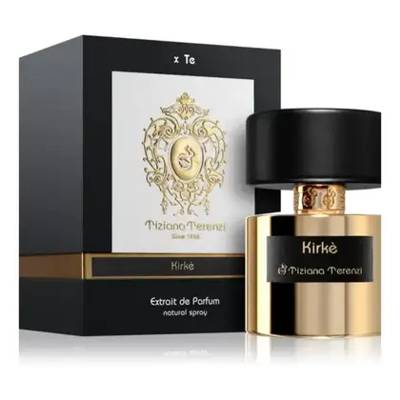 x Te
Tiziana Terenzi
Since 1968
Kirkè
Extrait de Parfum
natural spray
Kirkè
Tiziana Terenzi